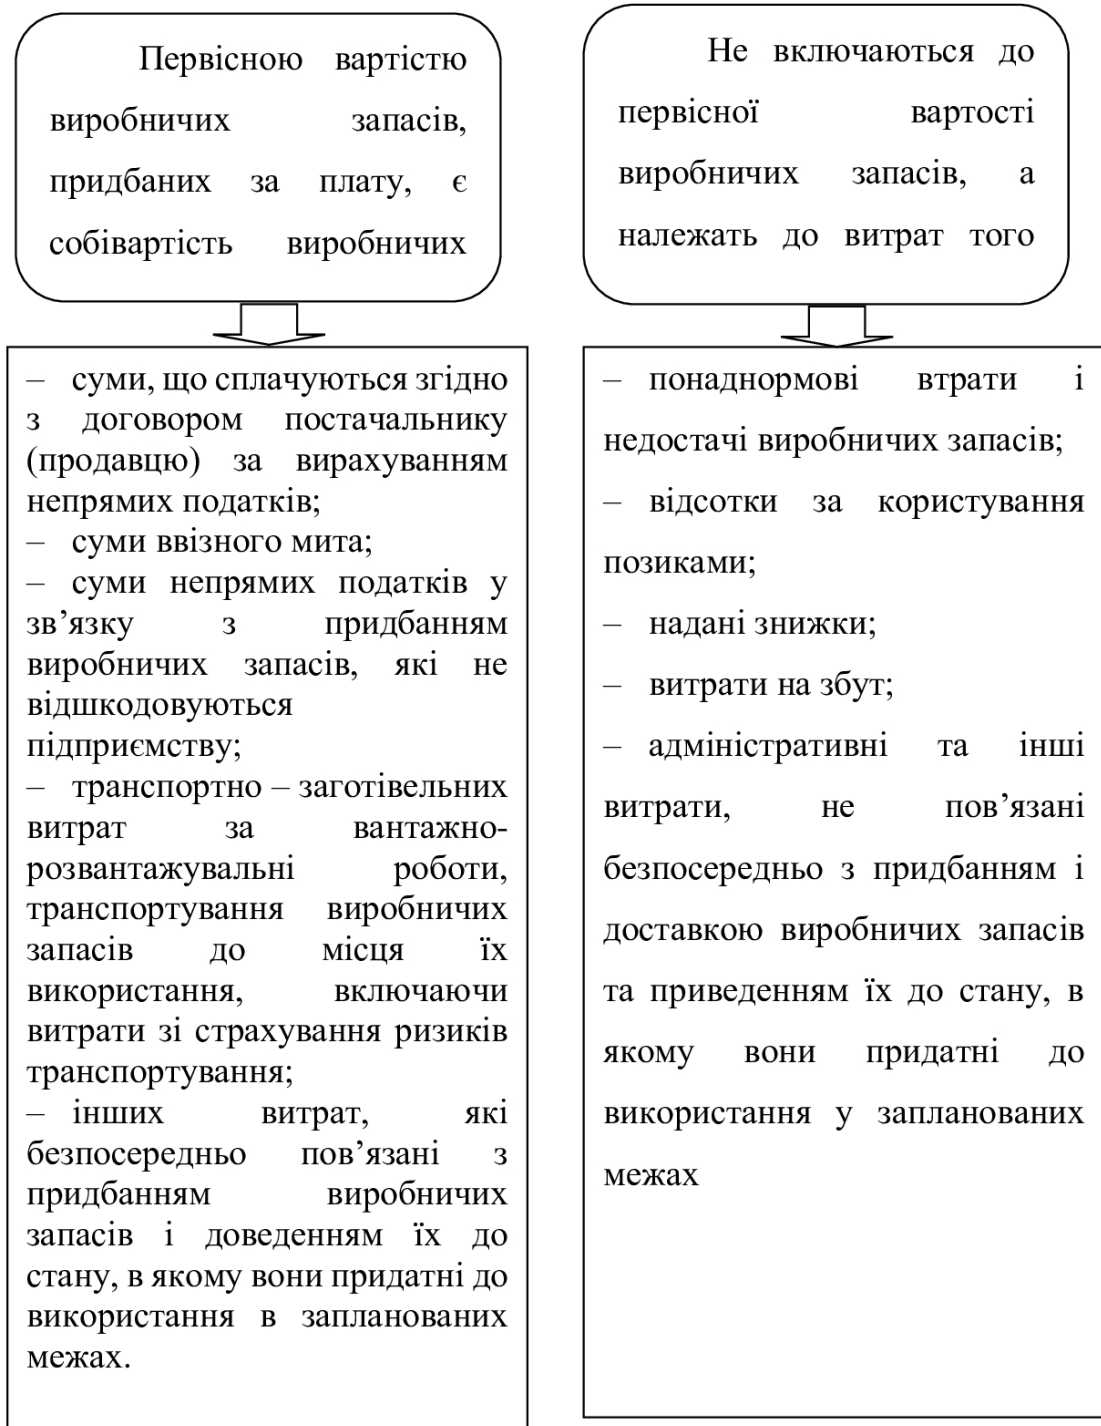 Первісною вартістю
виробничих запасів,
придбаних за плату, є
собівартість виробничих
– суми, що сплачуються згідно
з договором постачальнику
(продавцю) за вирахуванням
непрямих податків;
– суми ввізного мита;
– суми непрямих податків у
зв’язку з придбанням
виробничих запасів, які не
відшкодовуються
підприємству;
– транспортно – заготівельних
витрат за вантажно-
розвантажувальні роботи,
транспортування виробничих
запасів до місця їх
використання, включаючи
витрати зі страхування ризиків
транспортування;
– інших витрат, які
безпосередньо пов’язані з
придбанням виробничих
запасів і доведенням їх до
стану, в якому вони придатні до
використання в запланованих
межах.
Не включаються до
первісної вартості
виробничих запасів, а
належать до витрат того
– понаднормові втрати і
недостачі виробничих запасів;
– відсотки за користування
позиками;
– надані знижки;
– витрати на збут;
– адміністративні та інші
витрати, не пов’язані
безпосередньо з придбанням і
доставкою виробничих запасів
та приведенням їх до стану, в
якому вони придатні до
використання у запланованих
межах